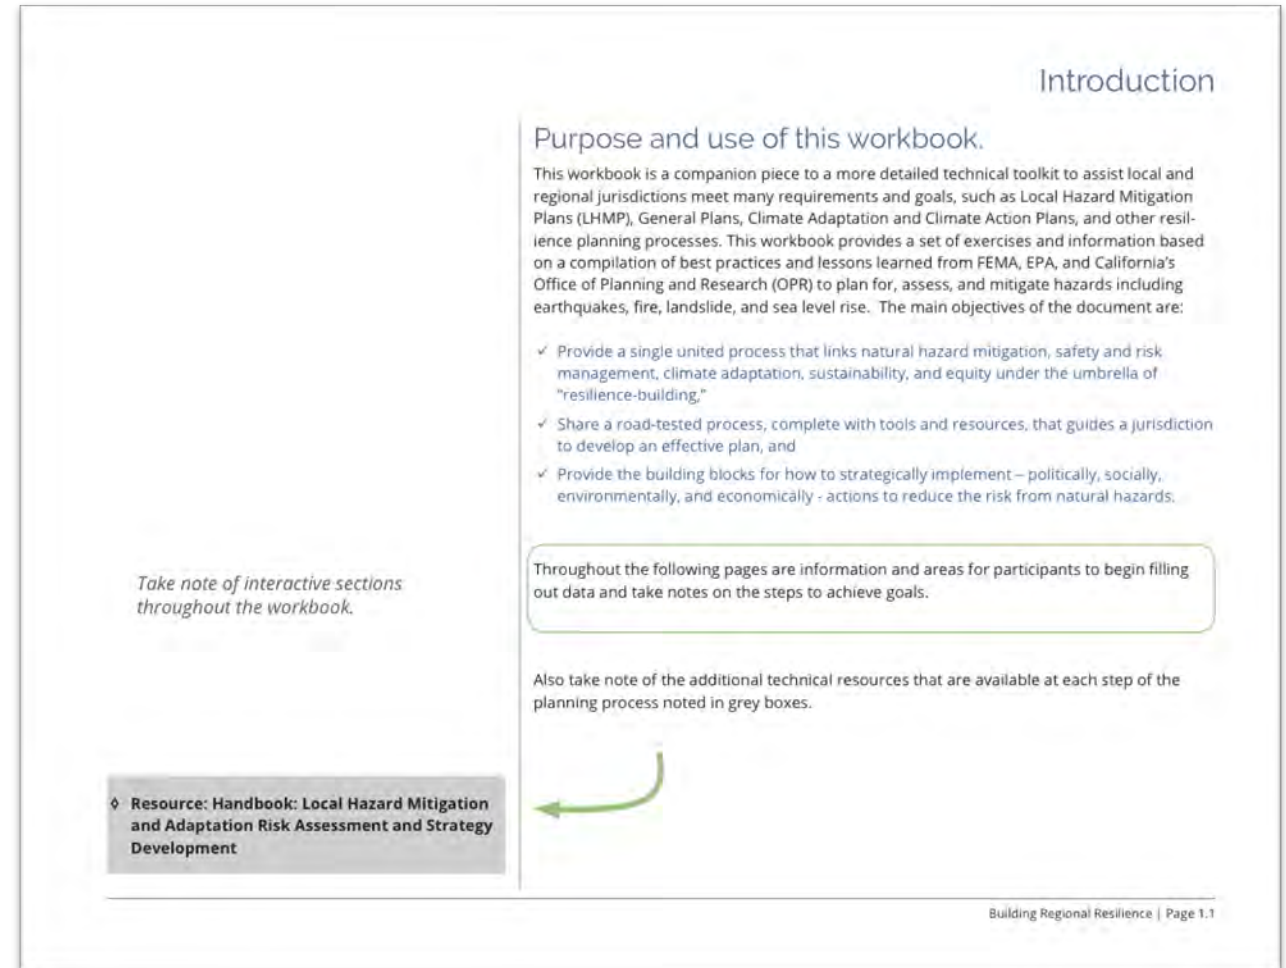 Introduction
Purpose and use of this workbook.
This workbook is a companion piece to a more detailed technical toolkit to assist local and
regional jurisdictions meet many requirements and goals, such as Local Hazard Mitigation
Plans (LHMP), General Plans, Climate Adaptation and Climate Action Plans, and other resil-
ience planning processes. This workbook provides a set of exercises and information based
on a compilation of best practices and lessons learned from FEMA, EPA, and California's
Office of Planning and Research (OPR) to plan for, assess, and mitigate hazards including
earthquakes, fire, landslide, and sea level rise.  The main objectives of the document are:
✓ Provide a single united process that links natural hazard mitigation, safety and risk
management, climate adaptation, sustainability, and equity under the umbrella of
"resilience-building,"
✓ Share a road-tested process, complete with tools and resources, that guides a jurisdiction
to develop an effective plan, and
✓ Provide the building blocks for how to strategically implement – politically, socially,
environmentally, and economically - actions to reduce the risk from natural hazards.
Take note of interactive sections
throughout the workbook.
Throughout the following pages are information and areas for participants to begin filling
out data and take notes on the steps to achieve goals.
Also take note of the additional technical resources that are available at each step of the
planning process noted in grey boxes.
◊ Resource: Handbook: Local Hazard Mitigation
and Adaptation Risk Assessment and Strategy
Development
Building Regional Resilience | Page 1.1